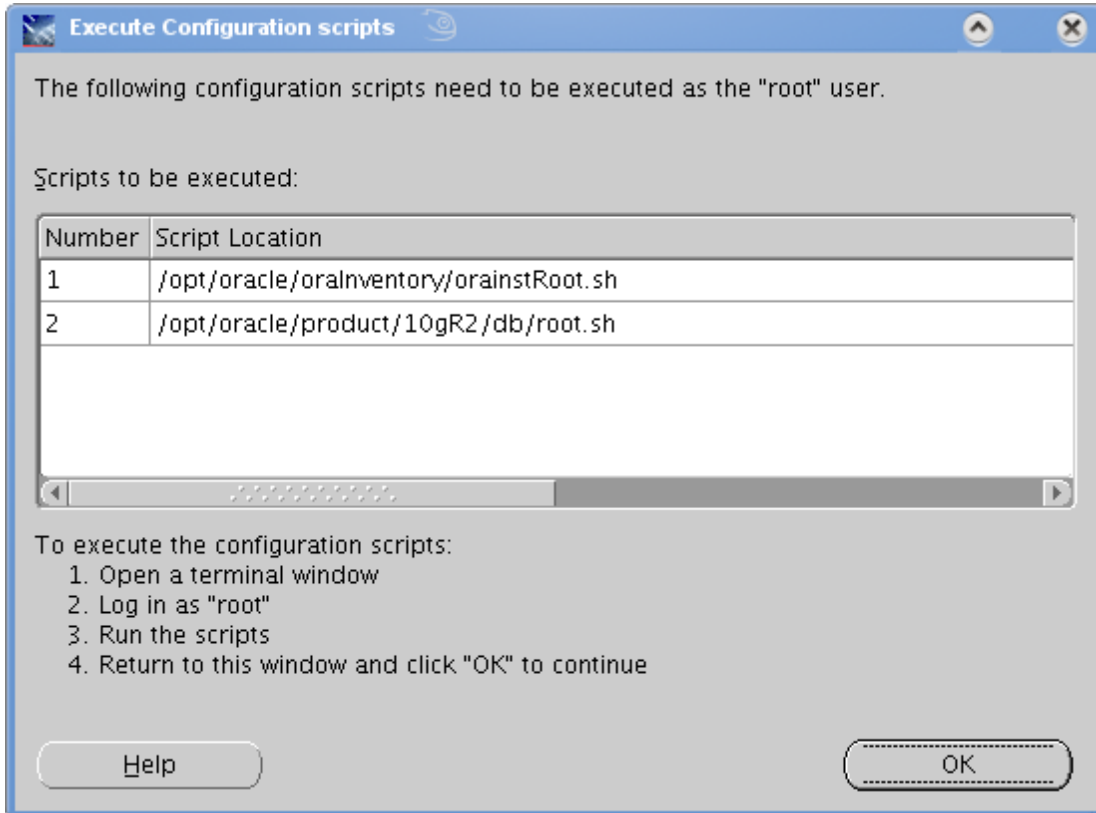 Execute Configuration scripts
The following configuration scripts need to be executed as the "root" user.
Scripts to be executed:
Number Script Location
1 /opt/oracle/oraInventory/orainstRoot.sh
2 /opt/oracle/product/10gR2/db/root.sh
To execute the configuration scripts:
1. Open a terminal window
2. Log in as "root"
3. Run the scripts
4. Return to this window and click "OK" to continue
Help OK